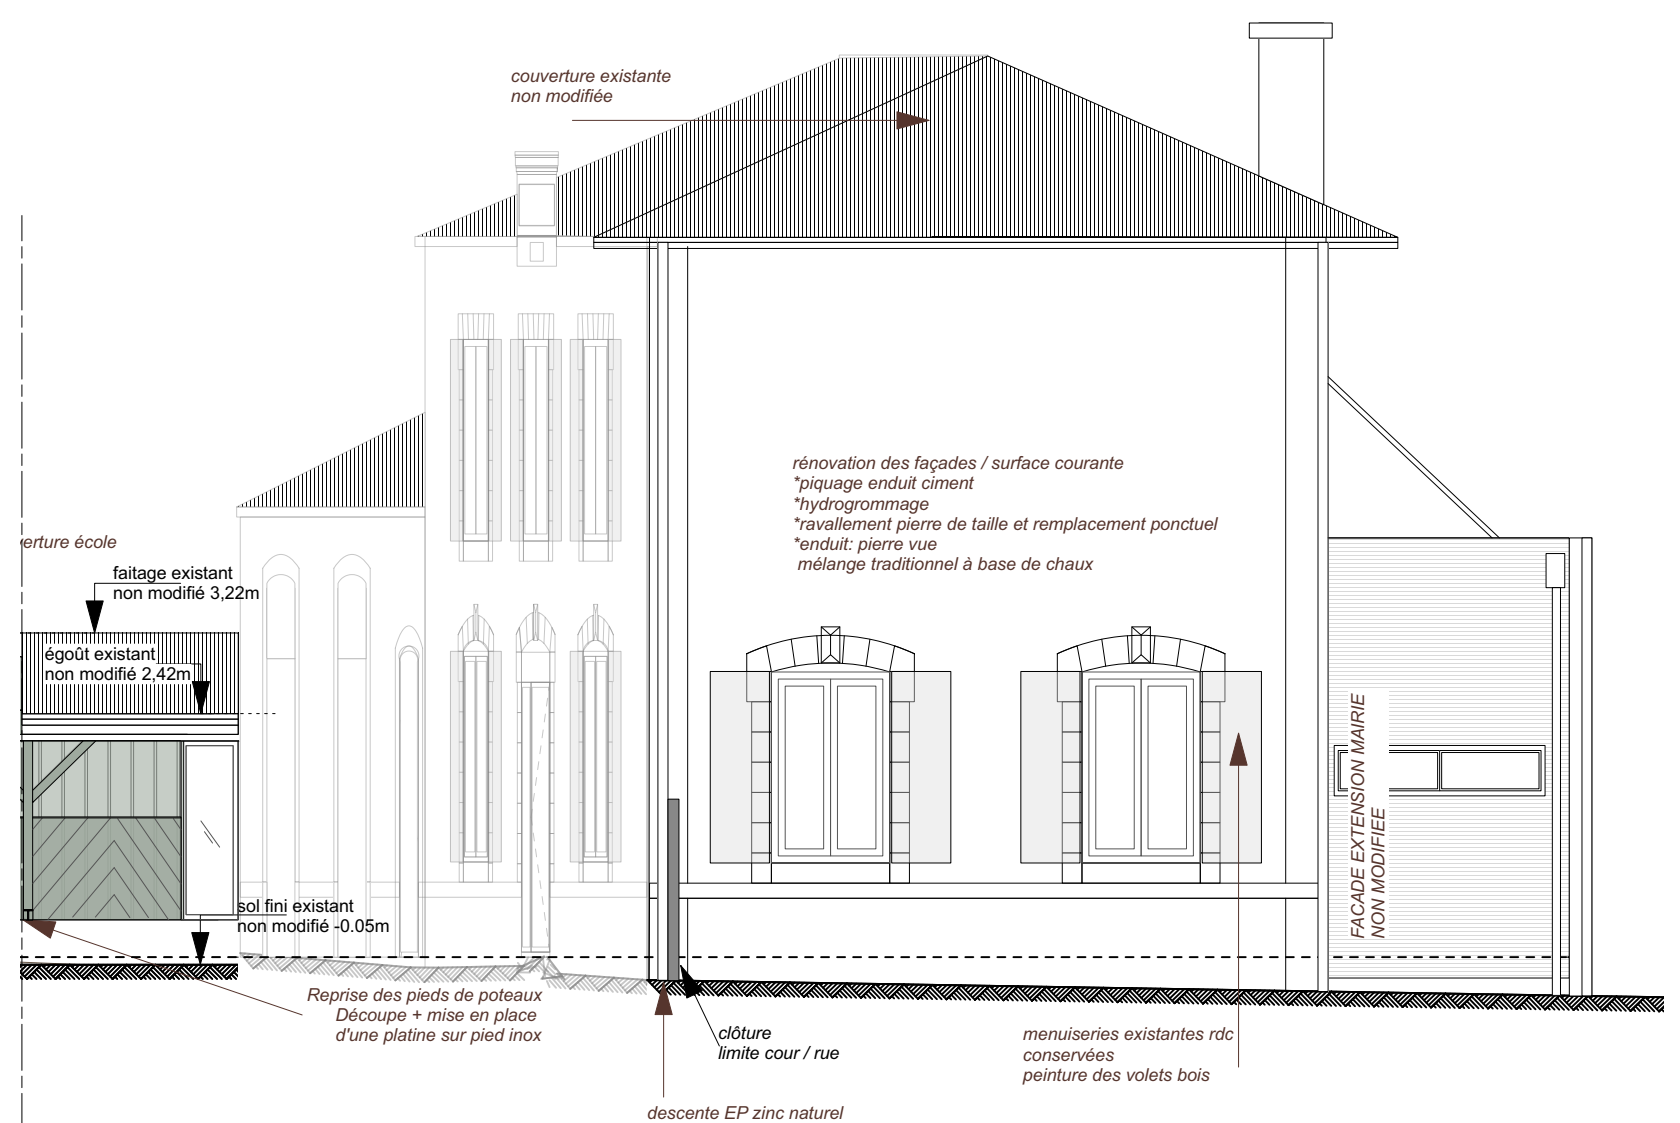 couverture existante
non modifiée
rénovation des façades / surface courante
*piquage enduit ciment
*hydrogrommage
*ravallement pierre de taille et remplacement ponctuel
*enduit: pierre vue
mélange traditionnel à base de chaux
erture école
faitage existant
non modifié 3,22m
égoût existant
non modifié 2,42m
FACADE EXTENSION MAIRIE
NON MODIFIEE
sol fini existant
non modifié -0.05m
Reprise des pieds de poteaux
Découpe + mise en place
d'une platine sur pied inox
clôture
limite cour / rue
menuiseries existantes rdc
conservées
peinture des volets bois
descente EP zinc naturel